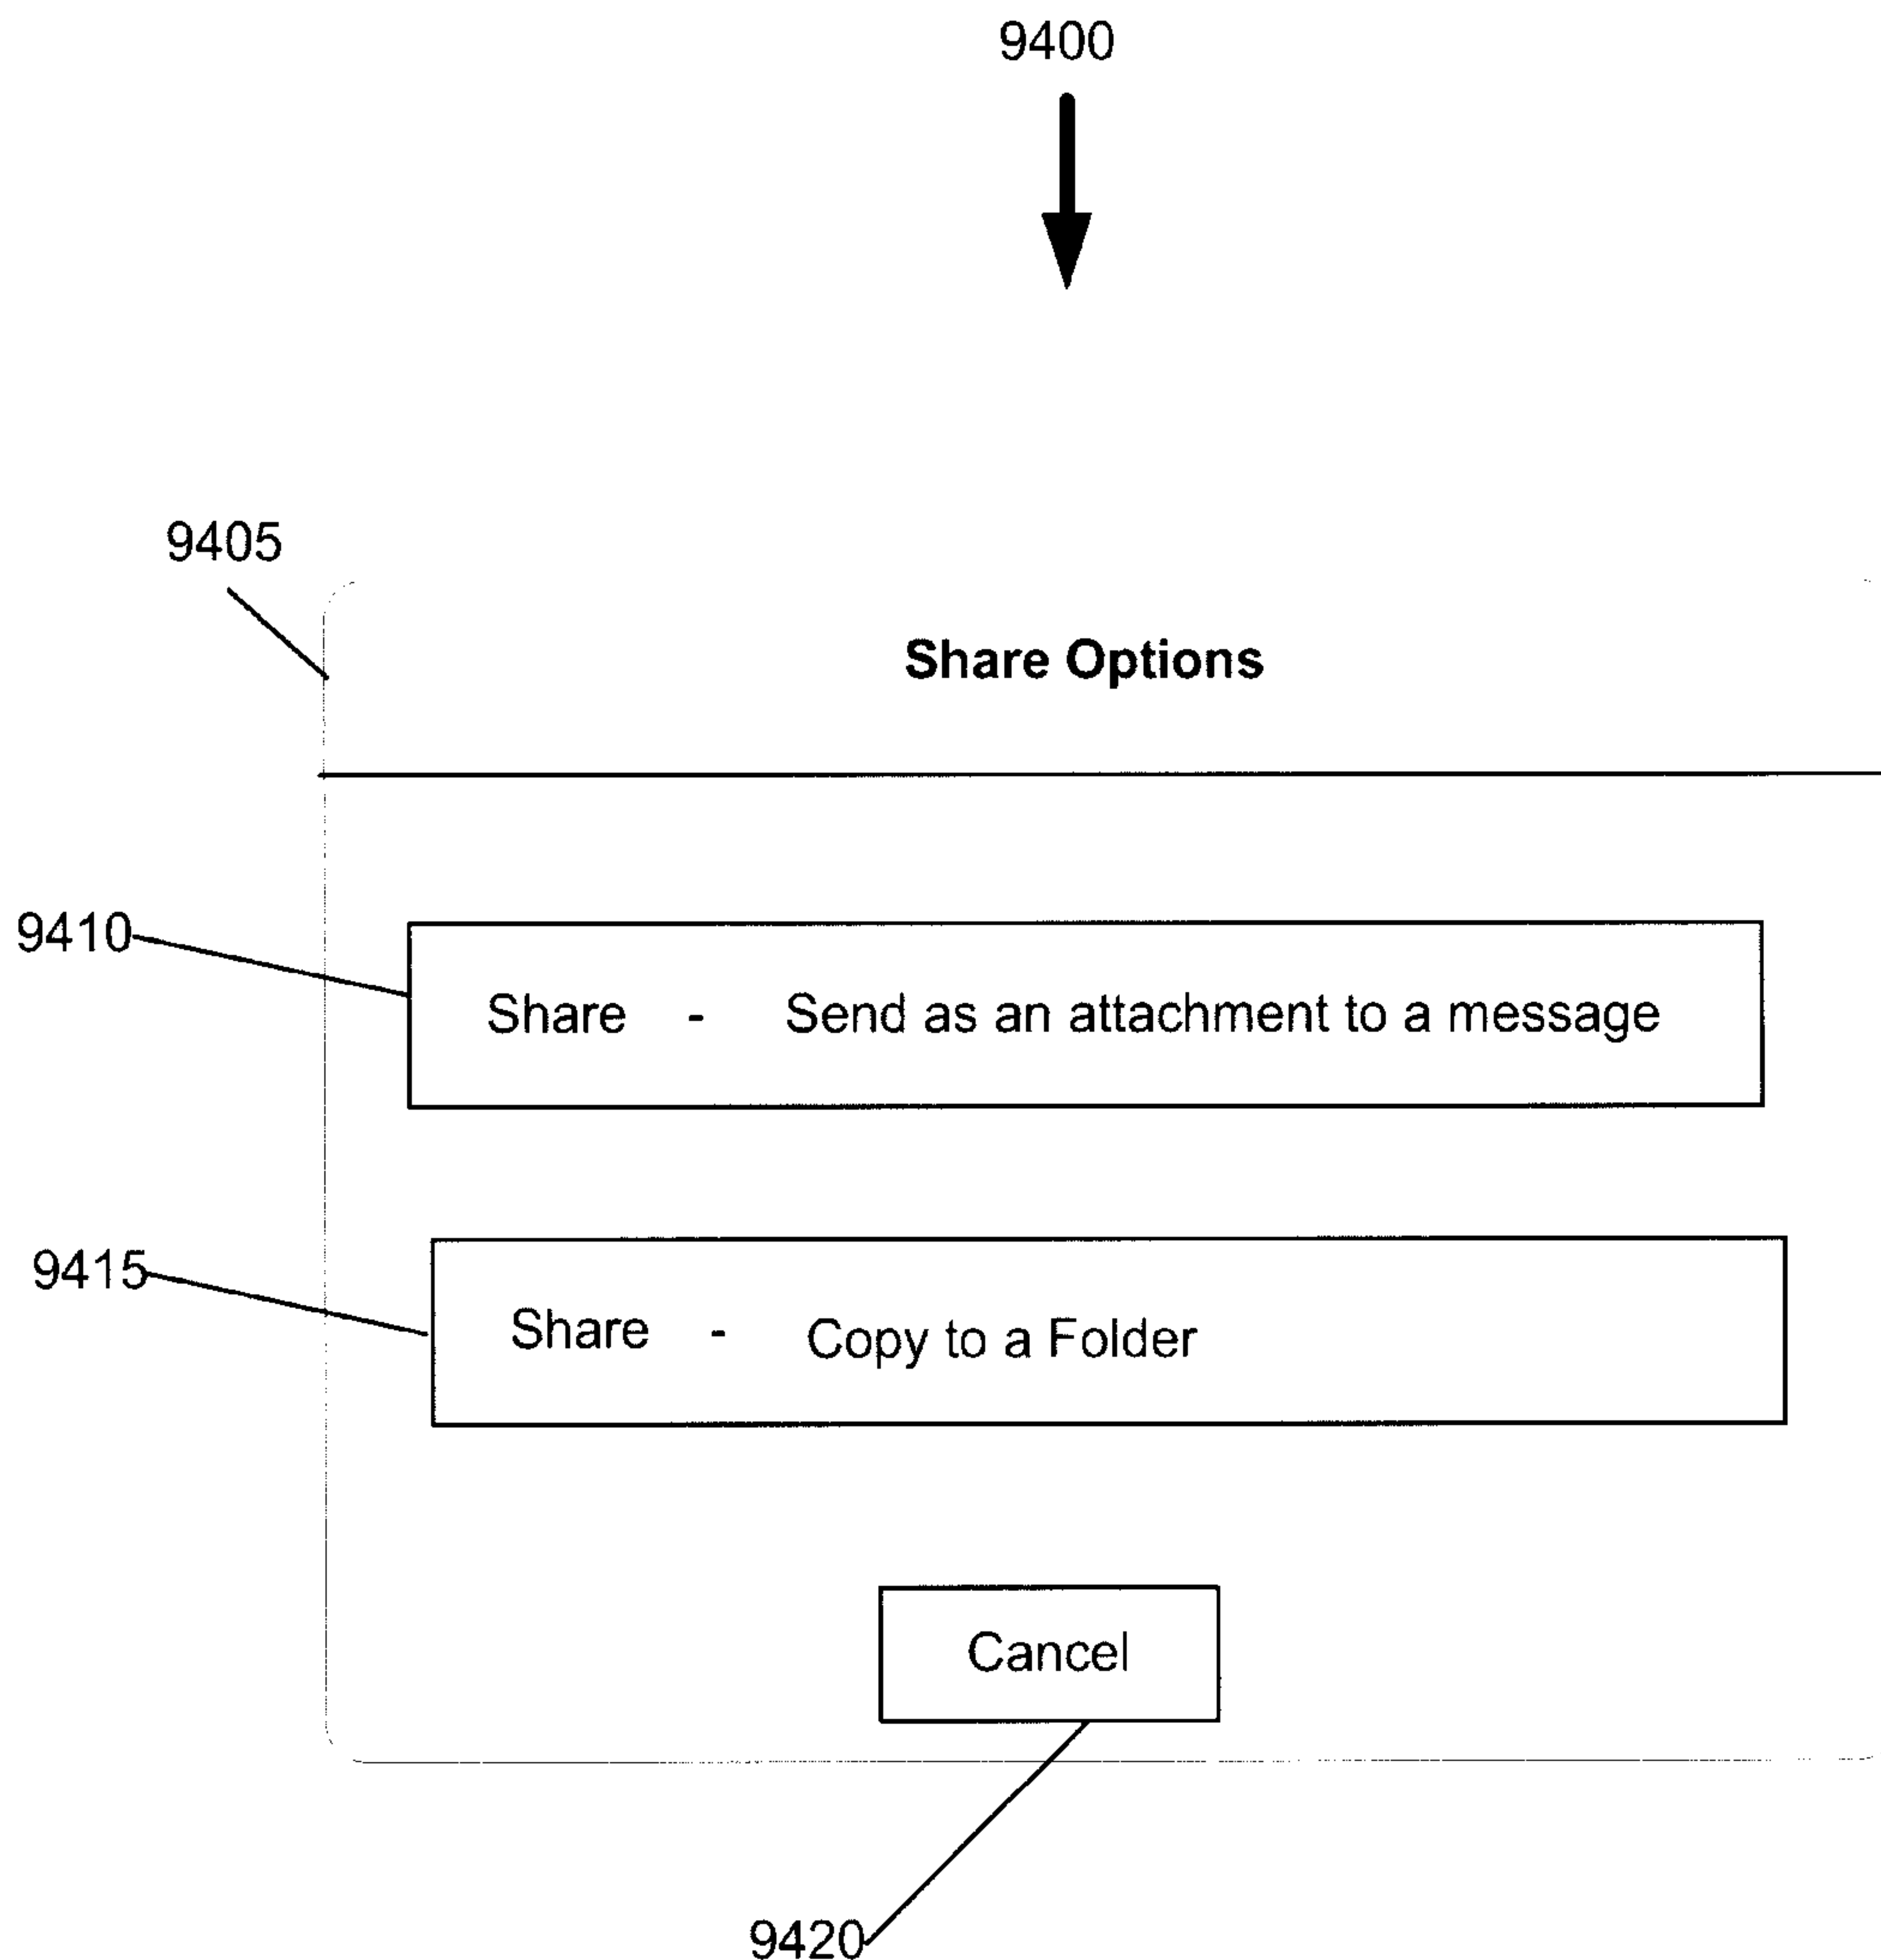 9400
9405
Share Options
9410
Share - Send as an attachment to a message
9415
Share - Copy to a Folder
Cancel
9420